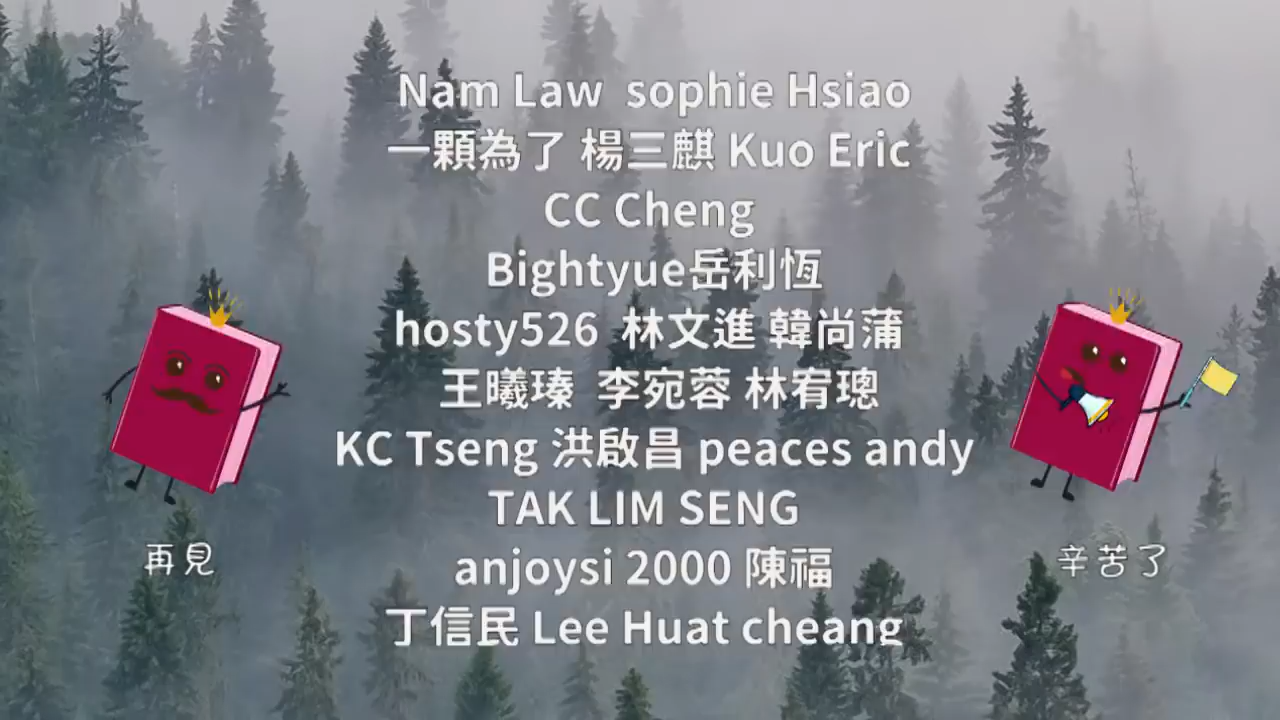 Nam Law  sophie Hsiao
一顆為了 楊三麒 Kuo Eric
CC Cheng
Bightyue岳利恆
hosty526  林文進 韓尚蒲
王曦瑧  李宛蓉 林宥璁
KC Tseng 洪啟昌 peaces andy
TAK LIM SENG
anjoysi 2000 陳福
丁信民 Lee Huat cheang
再見
辛苦了